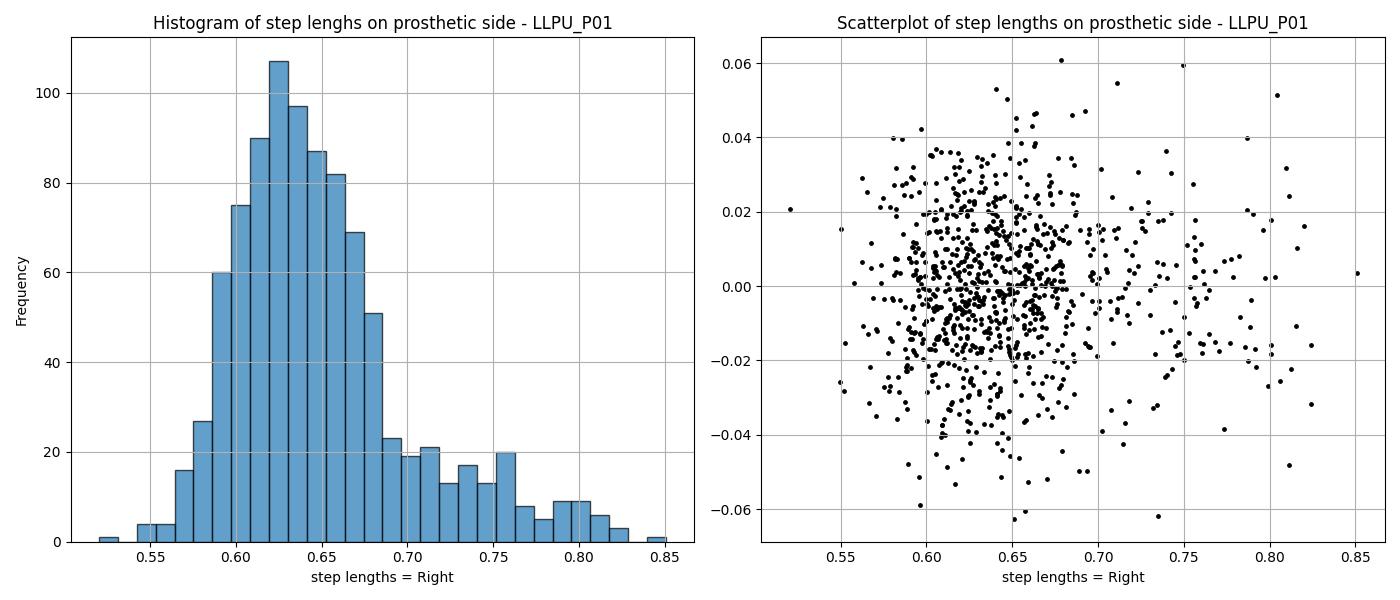 Histogram of step lenghs on prosthetic side - LLPU_P01
Frequency
100
80
60
40
20
0
0.55 0.60 0.65 0.70 0.75 0.80 0.85
step lengths = Right
Scatterplot of step lengths on prosthetic side - LLPU_P01
0.06
0.04
0.02
0.00
−0.02
−0.04
−0.06
0.55 0.60 0.65 0.70 0.75 0.80 0.85
step lengths = Right